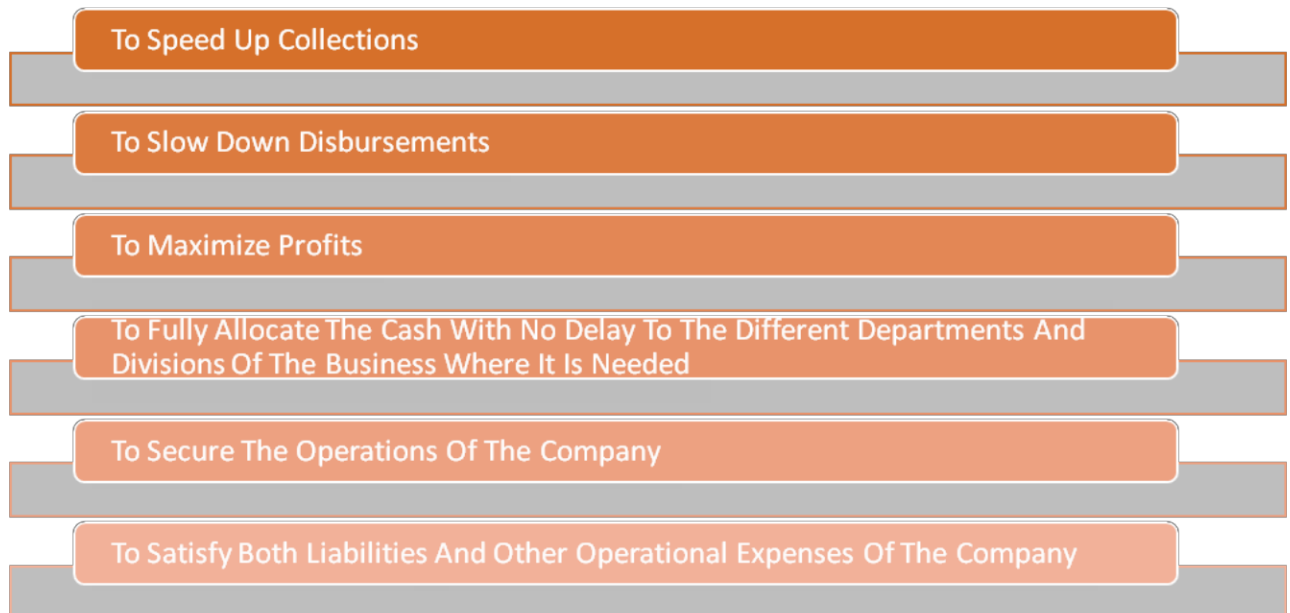 To Speed Up Collections
To Slow Down Disbursements
To Maximize Profits
To Fully Allocate The Cash With No Delay To The Different Departments And
Divisions Of The Business Where It Is Needed
To Secure The Operations Of The Company
To Satisfy Both Liabilities And Other Operational Expenses Of The Company